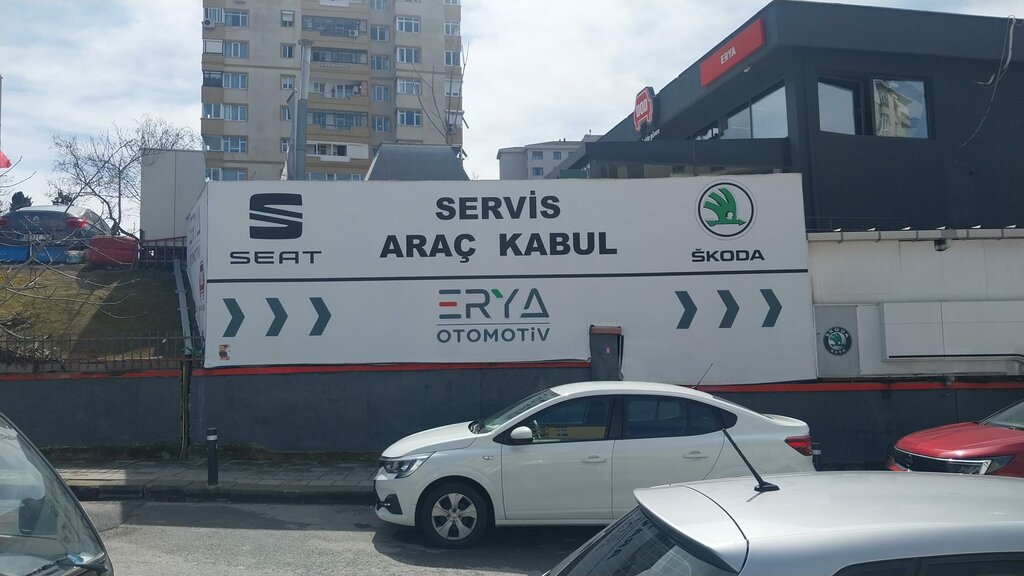 ERYA
SEAT
SERVİS
ARAÇ KABUL
ŠKODA
ERYA
OTOMOTİV